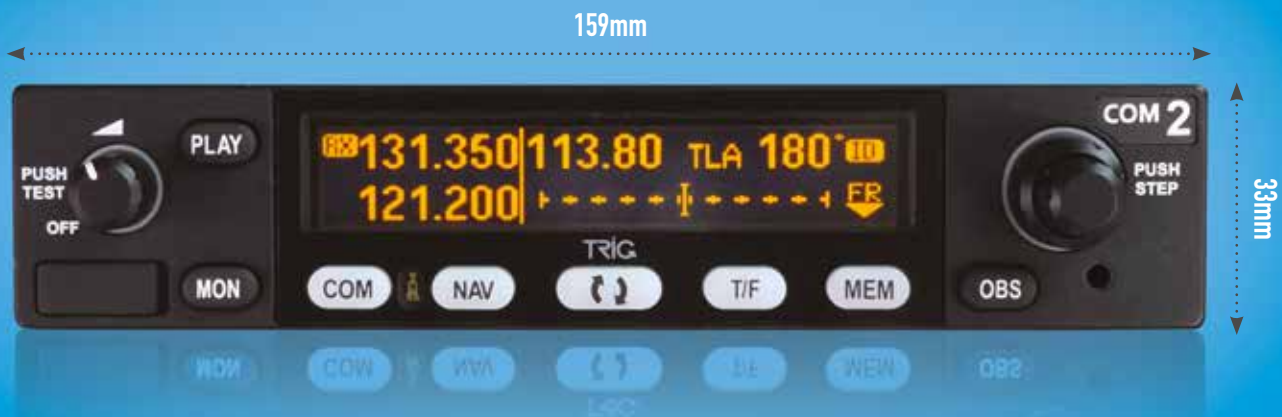 159mm
COM 2
PLAY
PUSH
TEST
OFF
131.350 113.80 TLA 180° ID
121.200 FR
PUSH
STEP
33mm
TRIG
MON
COM
NAV
T/F
MEM
OBS